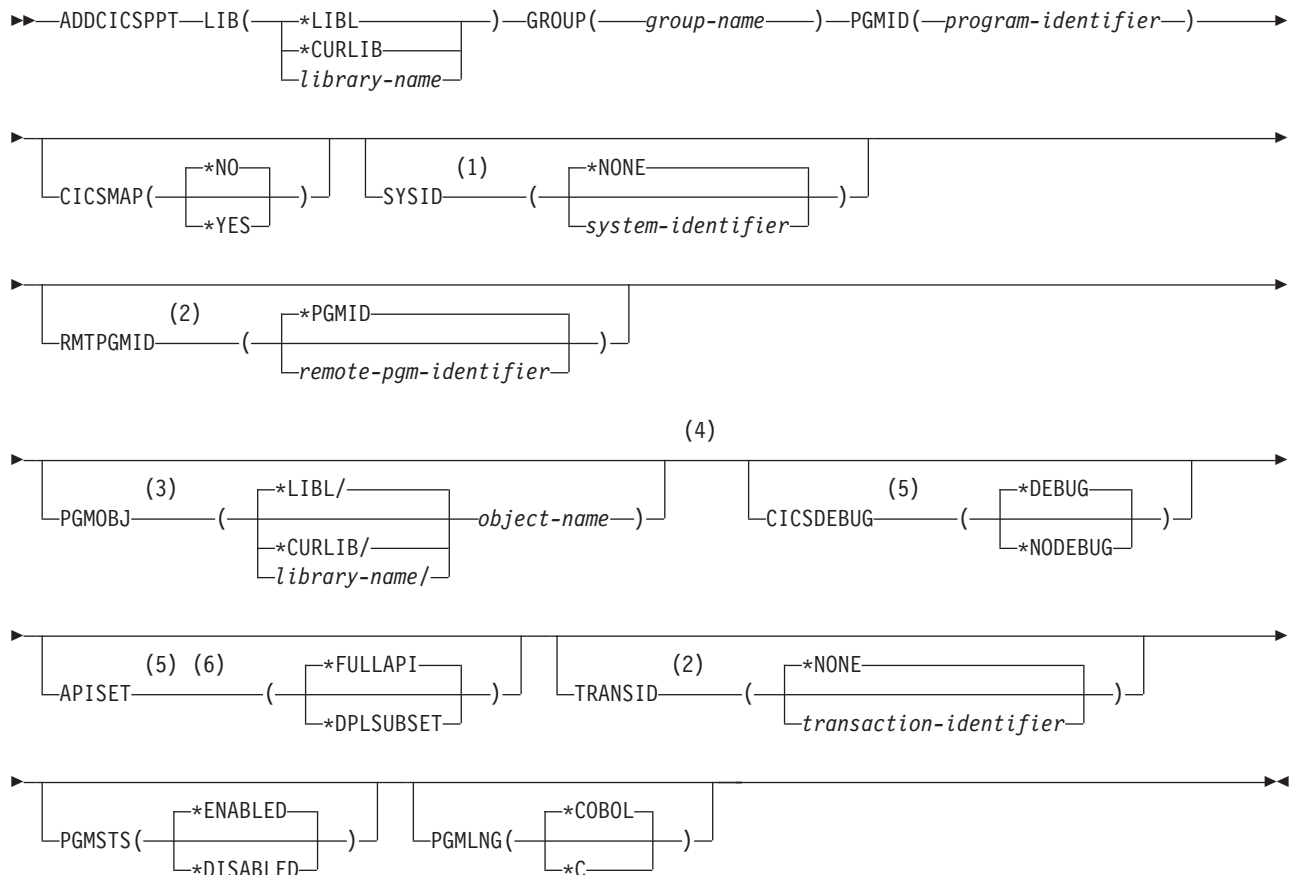 ADDCICSPPT LIB( *LIBL ) GROUP( group-name ) PGMID( program-identifier )
*CURLIB
library-name
CICSMAP( *NO ) SYSID (1) ( *NONE )
*YES system-identifier
RMTPGMID (2) ( *PGMID )
remote-pgm-identifier
(4)
PGMOBJ (3) ( *LIBL/ object-name ) CICSDEBUG (5) ( *DEBUG )
*CURLIB/ *NODEBUG
library-name/
APISET (5) (6) ( *FULLAPI ) TRANSID (2) ( *NONE )
*DPLSUBSET transaction-identifier
PGMSTS( *ENABLED ) PGMLNG( *COBOL )
*DISABLED *C